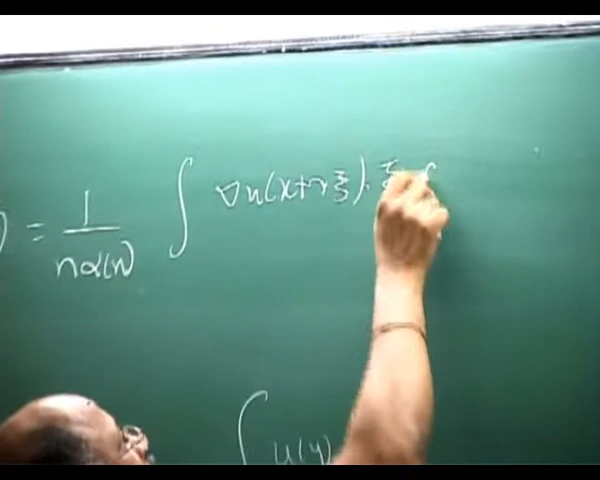 ) = 1/nα(n) ∫ ∇u(x+rξ)·ξ
∫ u(y)